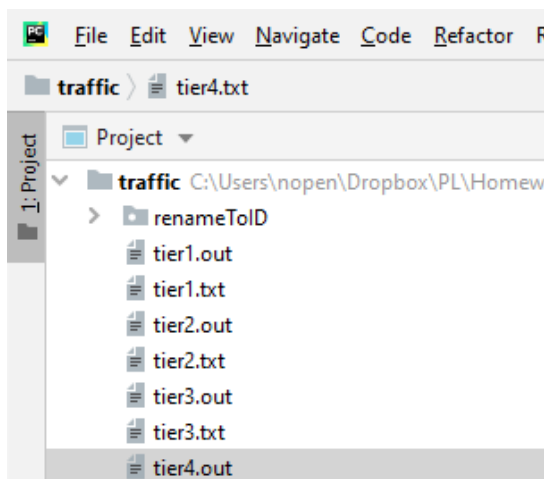 PC File Edit View Navigate Code Refactor
traffic tier4.txt
1: Project
Project
traffic C:\Users\nopen\Dropbox\PL\Homew
renameToID
tier1.out
tier1.txt
tier2.out
tier2.txt
tier3.out
tier3.txt
tier4.out